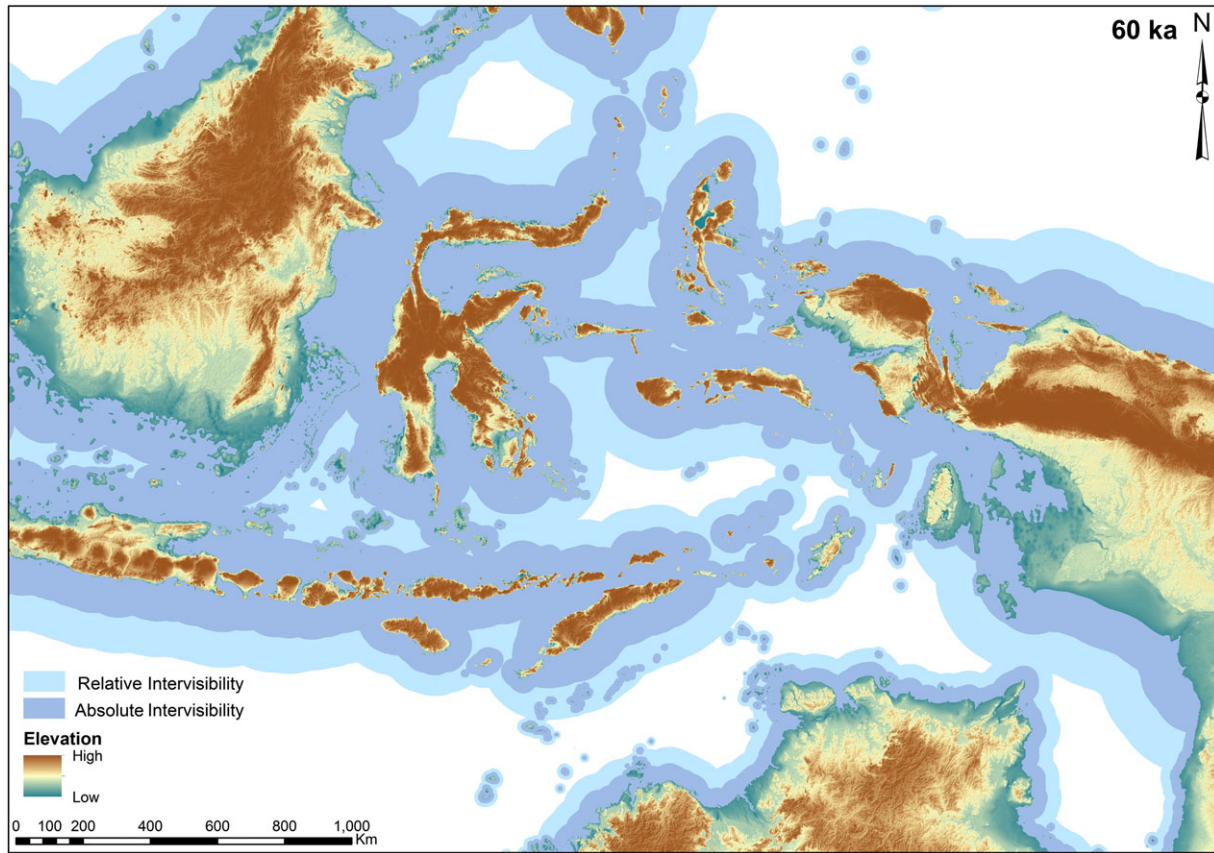 60 ka
N
Relative Intervisibility
Absolute Intervisibility
Elevation
High
Low
0 100 200 400 600 800 1,000
Km